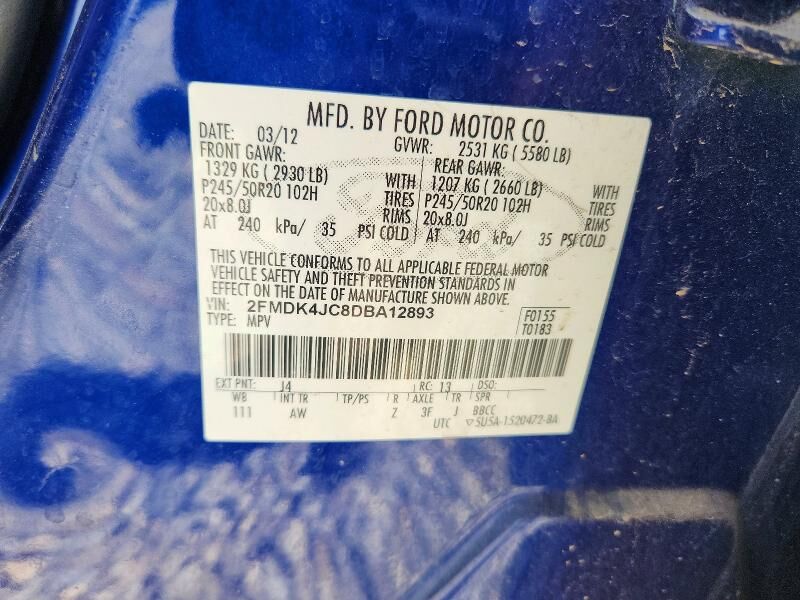 MFD. BY FORD MOTOR CO.
DATE: 03/12 GVWR: 2531 KG ( 5580 LB)
FRONT GAWR: REAR GAWR:
1329 KG ( 2930 LB) WITH 1207 KG ( 2660 LB) WITH
P245/50R20 102H TIRES P245/50R20 102H TIRES
20x8.0J RIMS 20x8.0J RIMS
AT 240 kPa/ 35 PSI COLD AT 240 kPa/ 35 PSI COLD
THIS VEHICLE CONFORMS TO ALL APPLICABLE FEDERAL MOTOR
VEHICLE SAFETY AND THEFT PREVENTION STANDARDS IN
EFFECT ON THE DATE OF MANUFACTURE SHOWN ABOVE.
VIN: 2FMDK4JC8DBA12893 F0155
TYPE: MPV T0183
EXT PNT: J4 RC: 13 DSO:
WB INT TR TP/PS R AXLE TR SPR
111 AW Z 3F J BBCC
UTC ▽5U5A-1520472-BA